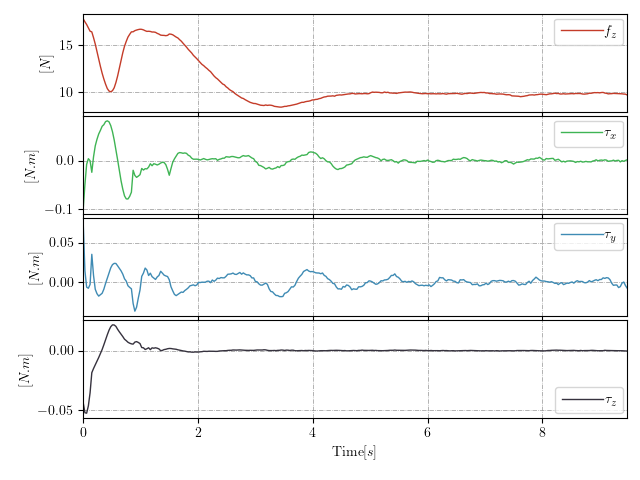 15
10
[N]
f_z
0.0
−0.1
[N.m]
τ_x
0.05
0.00
[N.m]
τ_y
0.00
−0.05
[N.m]
τ_z
0 2 4 6 8
Time[s]